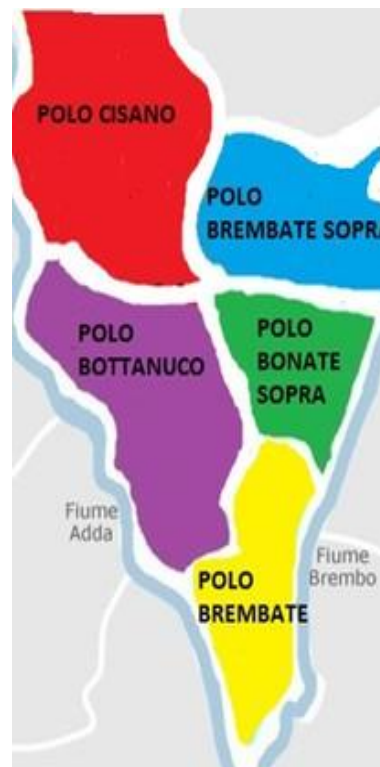 POLO CISANO
POLO
BREMBATE SOPRA
POLO
BOTTANUCO
POLO
BONATE
SOPRA
Fiume
Adda
Fiume
Brembo
POLO
BREMBATE